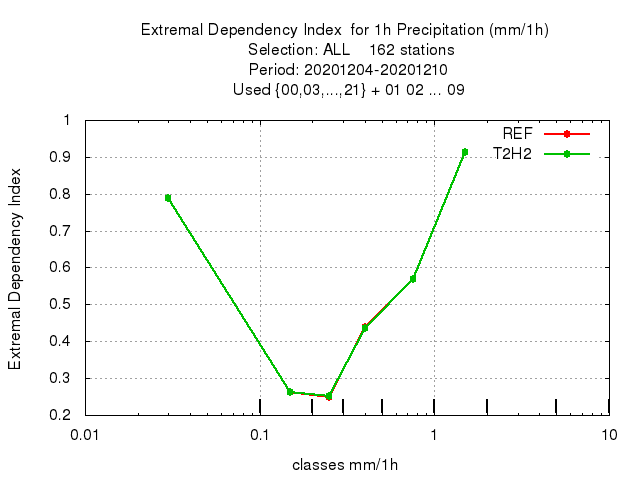 Extremal Dependency Index  for 1h Precipitation (mm/1h)
Selection: ALL    162 stations
Period: 20201204-20201210
Used {00,03,...,21} + 01 02 ... 09
REF
T2H2
Extremal Dependency Index
1
0.9
0.8
0.7
0.6
0.5
0.4
0.3
0.2
0.01 0.1 1 10
classes mm/1h